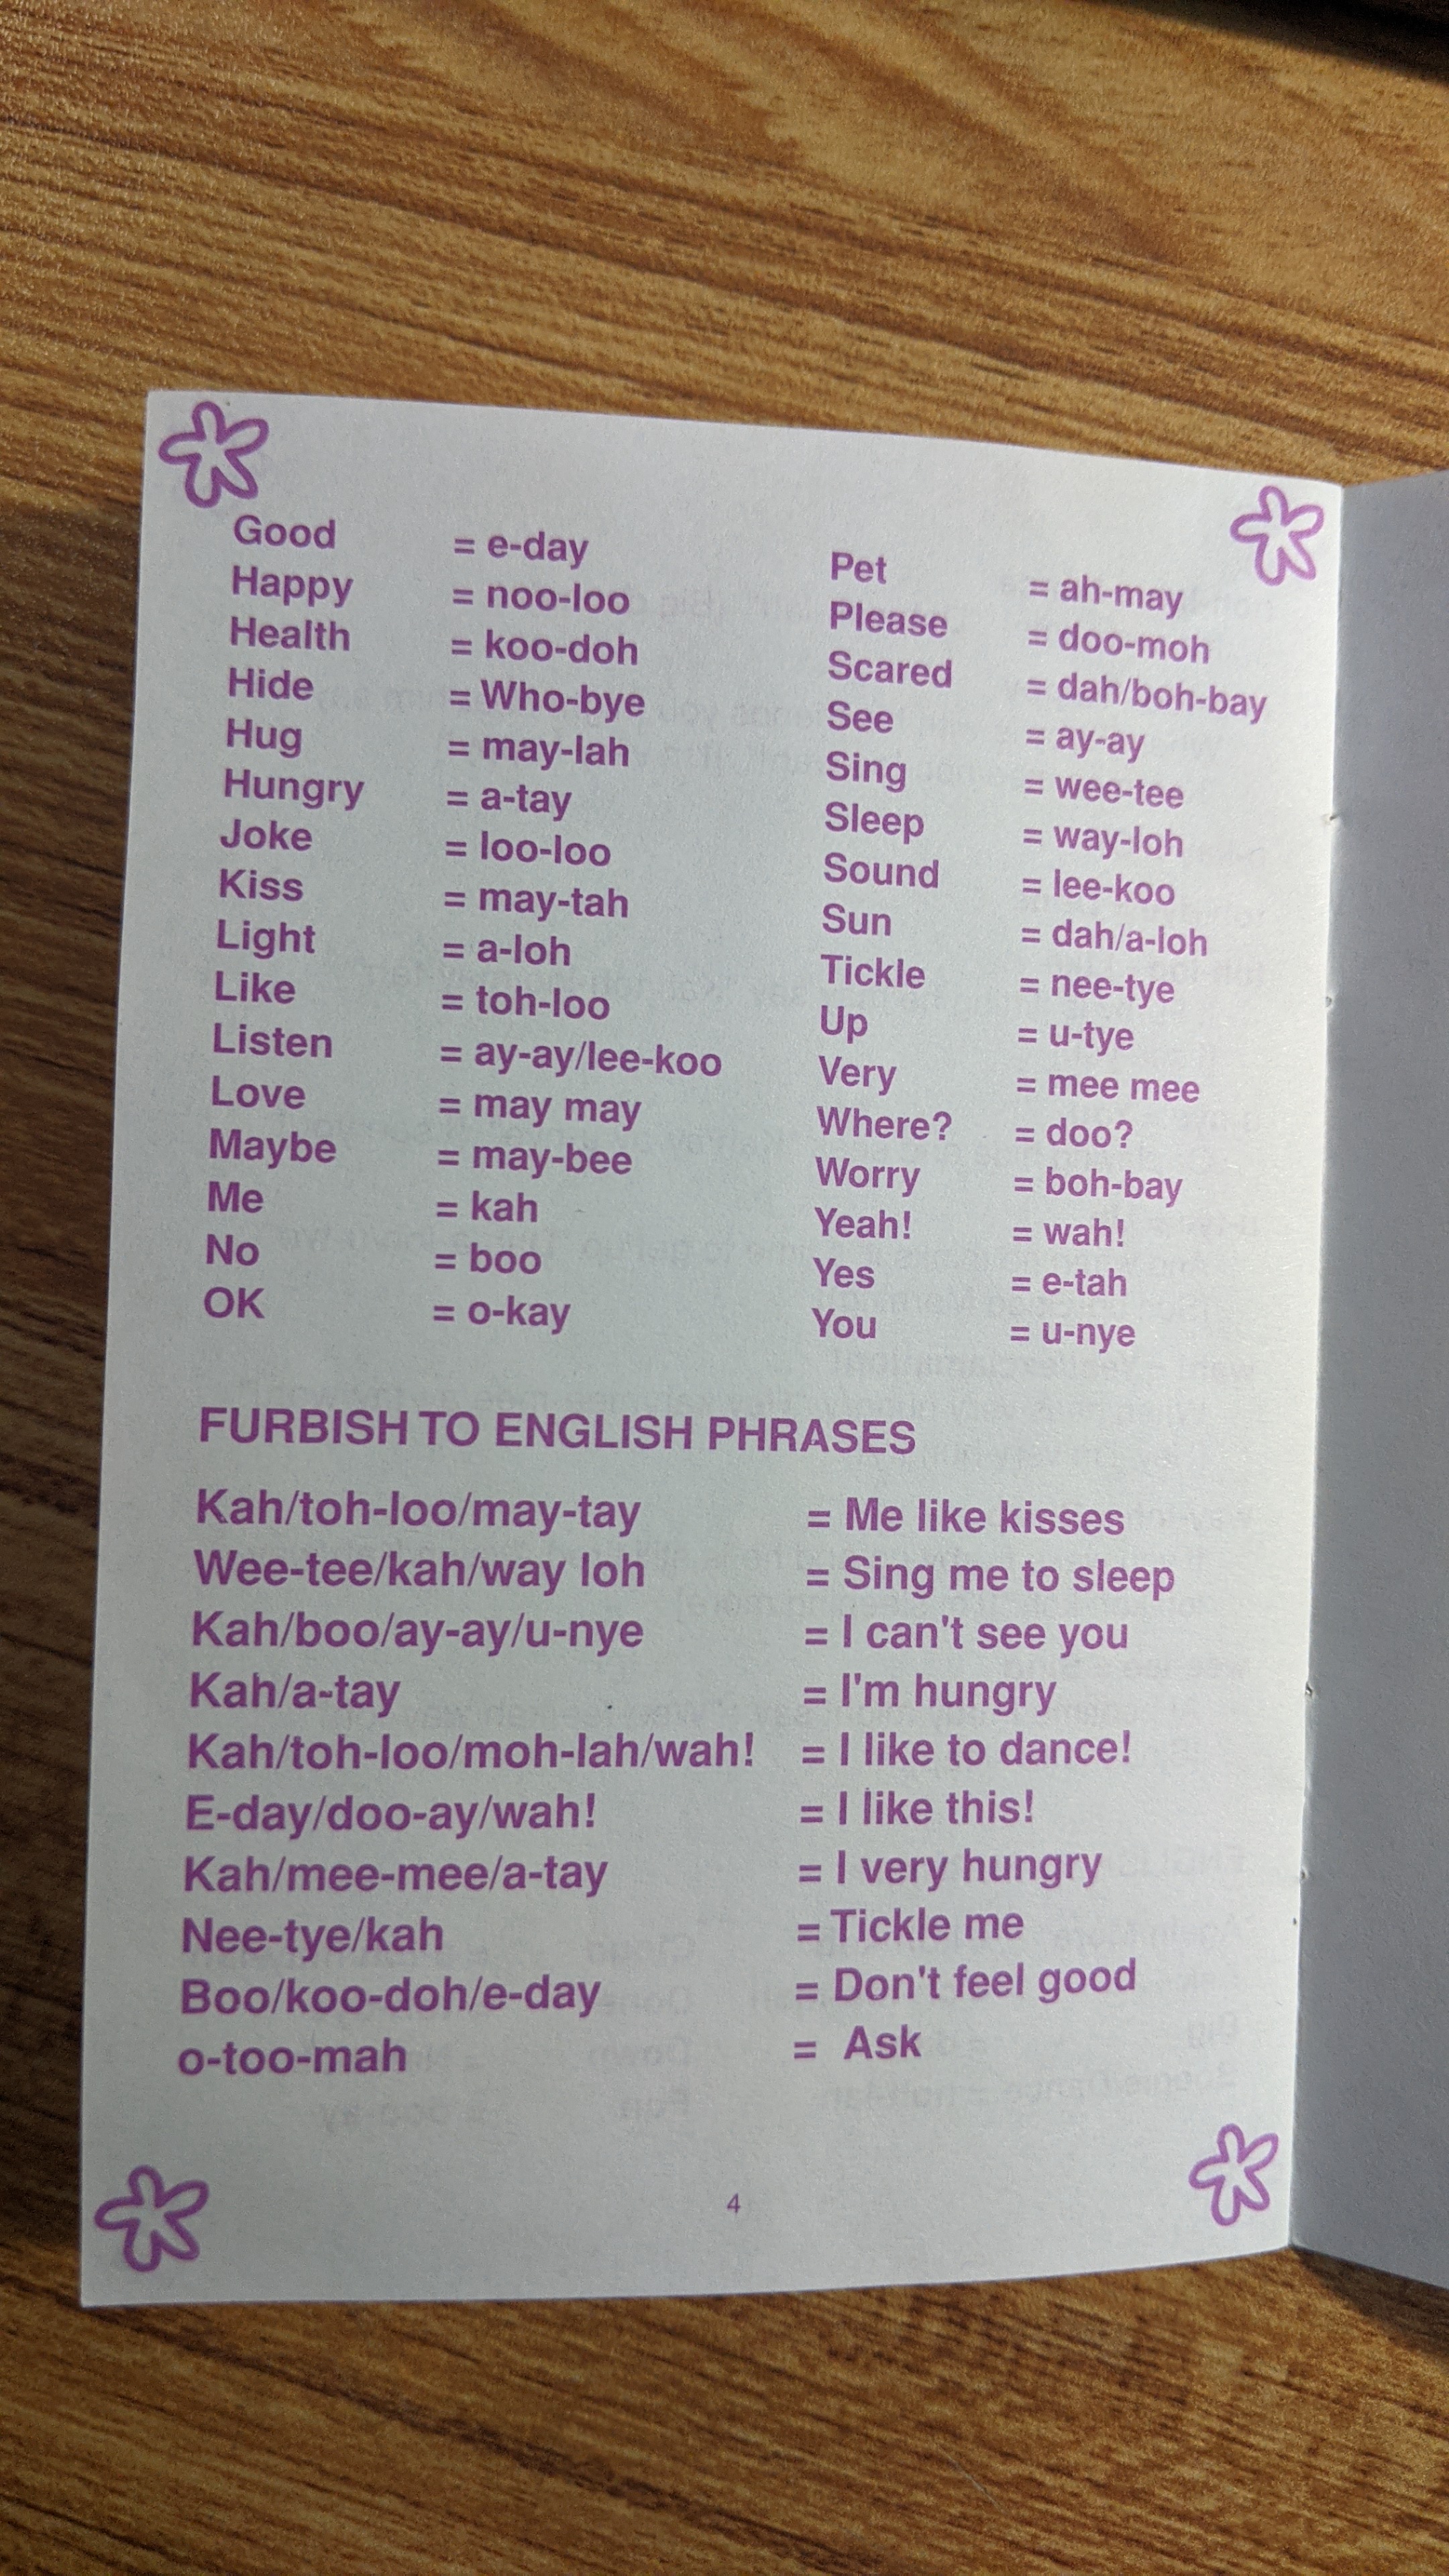 Good = e-day
Happy = noo-loo
Health = koo-doh
Hide = Who-bye
Hug = may-lah
Hungry = a-tay
Joke = loo-loo
Kiss = may-tah
Light = a-loh
Like = toh-loo
Listen = ay-ay/lee-koo
Love = may may
Maybe = may-bee
Me = kah
No = boo
OK = o-kay
Pet = ah-may
Please = doo-moh
Scared = dah/boh-bay
See = ay-ay
Sing = wee-tee
Sleep = way-loh
Sound = lee-koo
Sun = dah/a-loh
Tickle = nee-tye
Up = u-tye
Very = mee mee
Where? = doo?
Worry = boh-bay
Yeah! = wah!
Yes = e-tah
You = u-nye
FURBISH TO ENGLISH PHRASES
Kah/toh-loo/may-tay = Me like kisses
Wee-tee/kah/way loh = Sing me to sleep
Kah/boo/ay-ay/u-nye = I can't see you
Kah/a-tay = I'm hungry
Kah/toh-loo/moh-lah/wah! = I like to dance!
E-day/doo-ay/wah! = I like this!
Kah/mee-mee/a-tay = I very hungry
Nee-tye/kah = Tickle me
Boo/koo-doh/e-day = Don't feel good
o-too-mah = Ask
4